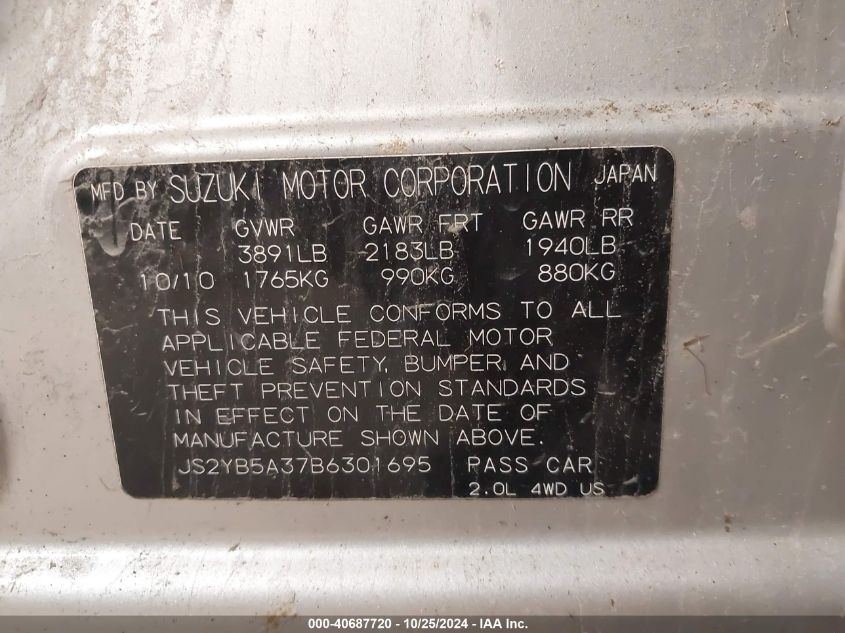 MFD BY SUZUKI MOTOR CORPORATION JAPAN
DATE GVWR GAWR FRT GAWR RR
3891LB 2183LB 1940LB
10/10 1765KG 990KG 880KG
THIS VEHICLE CONFORMS TO ALL
APPLICABLE FEDERAL MOTOR
VEHICLE SAFETY, BUMPER, AND
THEFT PREVENTION STANDARDS
IN EFFECT ON THE DATE OF
MANUFACTURE SHOWN ABOVE.
JS2YB5A37B6301695 PASS CAR
2.0L 4WD US
000-40687720 - 10/25/2024 - IAA Inc.